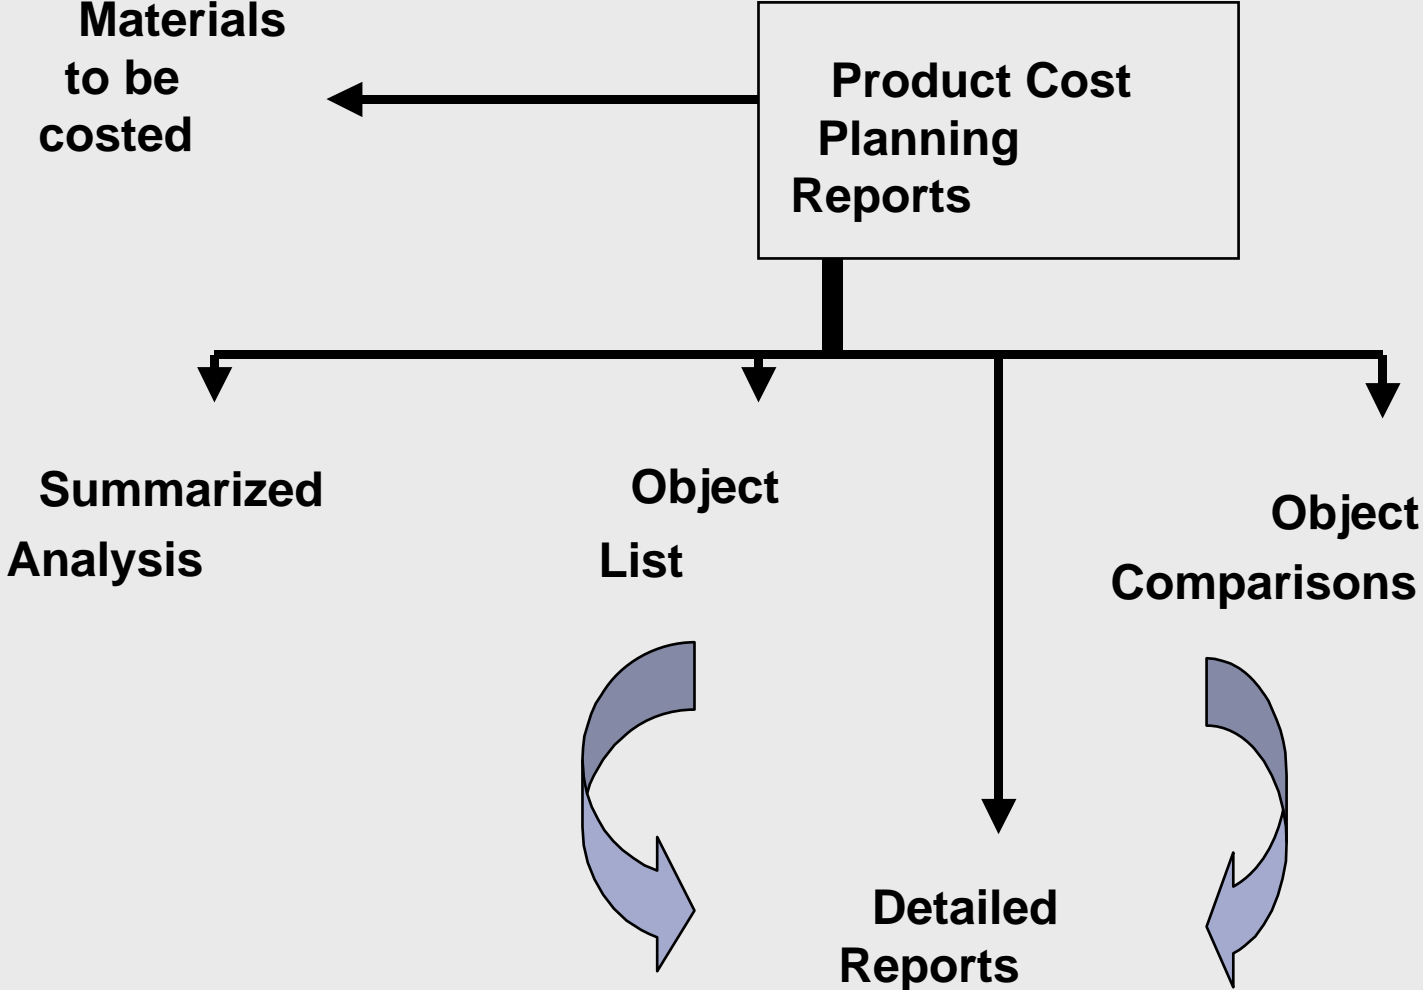 Materials
to be
costed
Product Cost
Planning
Reports
Summarized
Analysis
Object
List
Object
Comparisons
Detailed
Reports